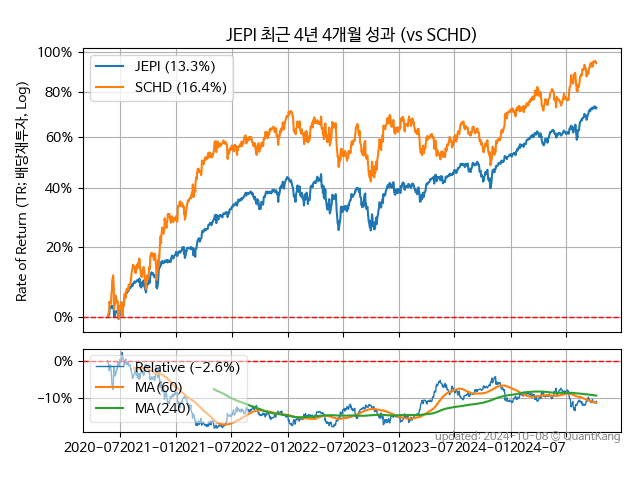 JEPI 최근 4년 4개월 성과 (vs SCHD)
100%
80%
60%
40%
20%
0%
Rate of Return (TR: 배당재투자, Log)
JEPI (13.3%)
SCHD (16.4%)
0%
−10%
Relative (−2.6%)
MA(60)
MA(240)
updated: 2024-10-08 © QuantKang
2020-07 2021-01 2021-07 2022-01 2022-07 2023-01 2023-07 2024-01 2024-07